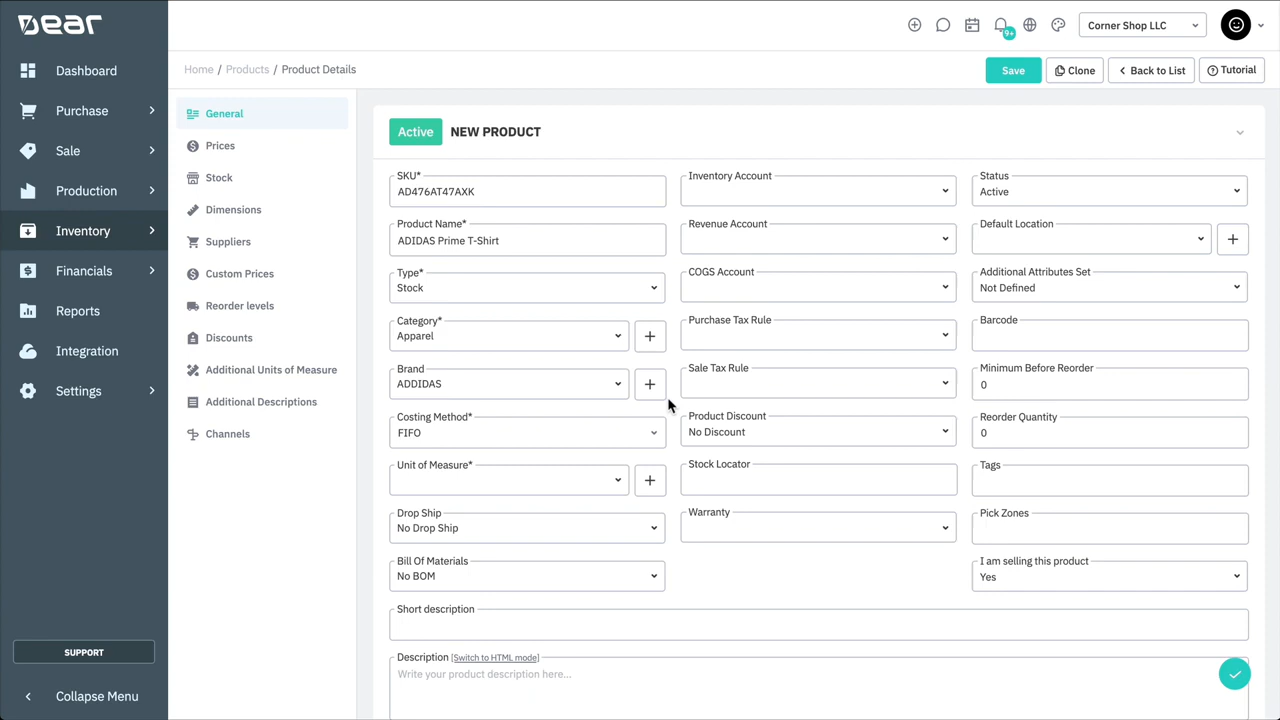 DEAR
9+
Corner Shop LLC
Dashboard
Purchase
Sale
Production
Inventory
Financials
Reports
Integration
Settings
SUPPORT
Collapse Menu
Home / Products / Product Details
Save
Clone
Back to List
Tutorial
General
Prices
Stock
Dimensions
Suppliers
Custom Prices
Reorder levels
Discounts
Additional Units of Measure
Additional Descriptions
Channels
Active NEW PRODUCT
SKU*
AD476AT47AXK
Product Name*
ADIDAS Prime T-Shirt
Type*
Stock
Category*
Apparel
Brand
ADDIDAS
Costing Method*
FIFO
Unit of Measure*
Drop Ship
No Drop Ship
Bill Of Materials
No BOM
Inventory Account
Revenue Account
COGS Account
Purchase Tax Rule
Sale Tax Rule
Product Discount
No Discount
Stock Locator
Warranty
Status
Active
Default Location
Additional Attributes Set
Not Defined
Barcode
Minimum Before Reorder
0
Reorder Quantity
0
Tags
Pick Zones
I am selling this product
Yes
Short description
Description [Switch to HTML mode]
Write your product description here...